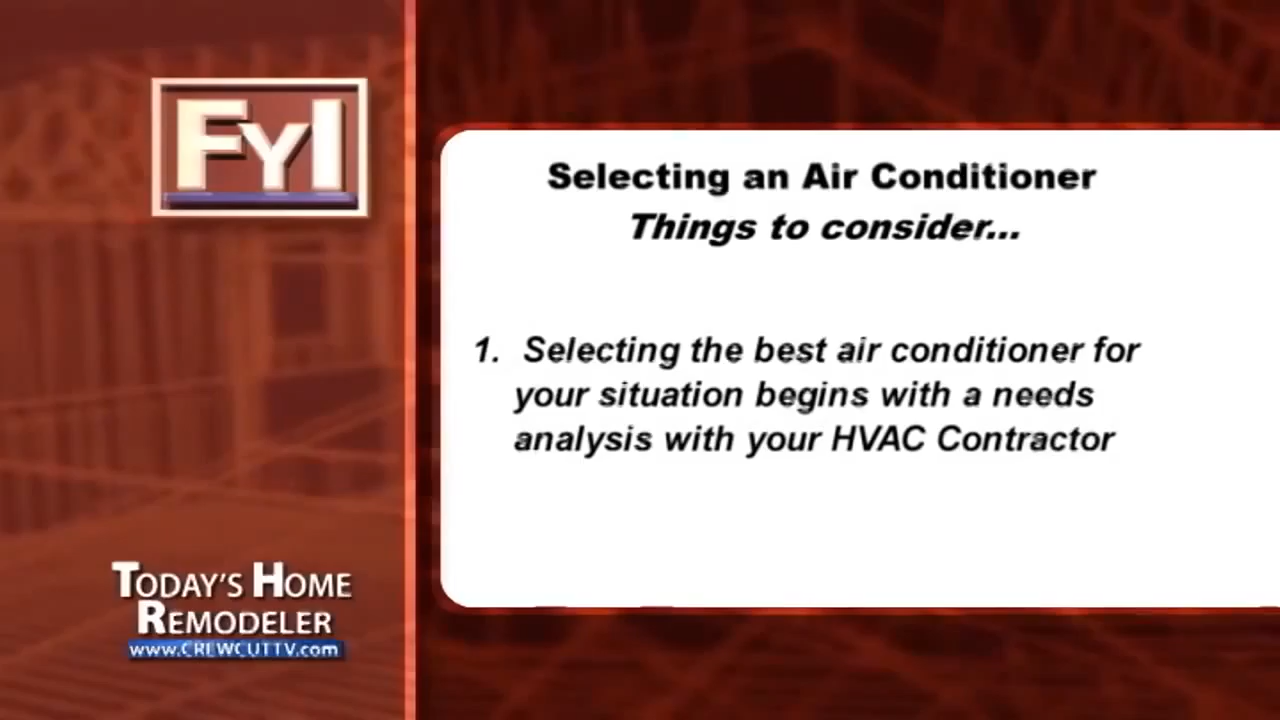 FYI
Selecting an Air Conditioner
Things to consider...
1. Selecting the best air conditioner for
your situation begins with a needs
analysis with your HVAC Contractor
TODAY'S HOME
REMODELER
www.CREWCUTTV.com